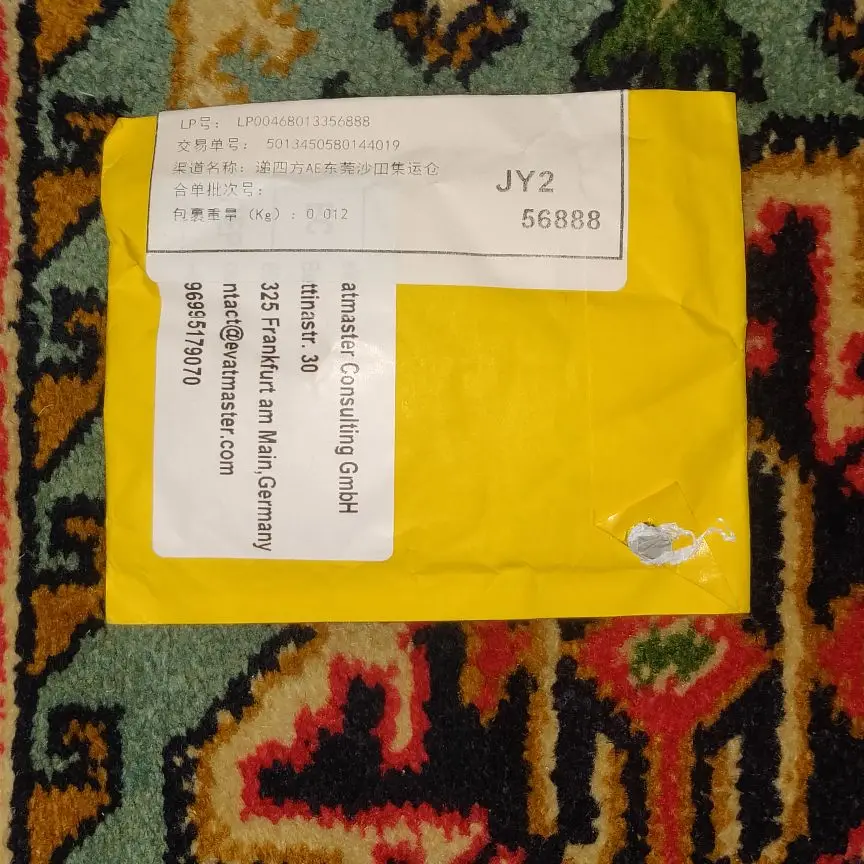 LP号： LP00468013356888
交易单号： 5013450580144019
渠道名称：递四方AE东莞沙田集运仓
合单批次号：
包裹重量（Kg）：0.012
JY2
56888
atmaster Consulting GmbH
ttinastr. 30
325 Frankfurt am Main,Germany
ntact@evatmaster.com
96995179070